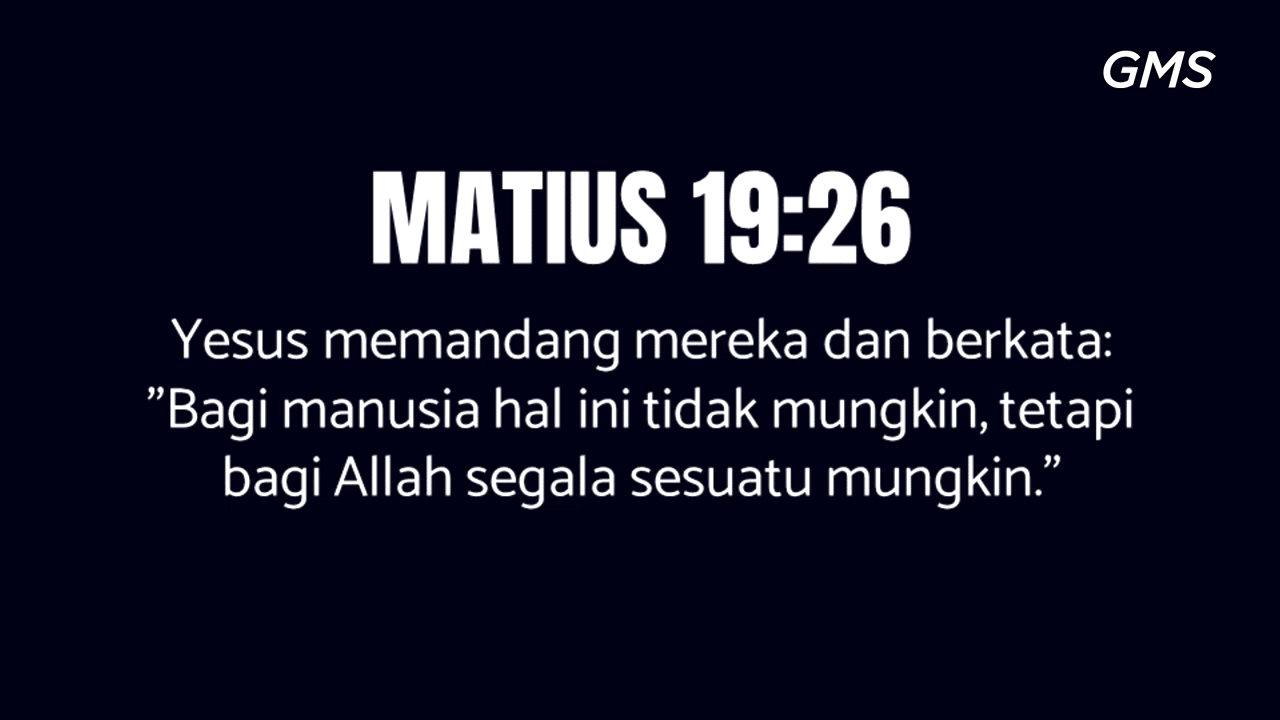 GMS
MATIUS 19:26
Yesus memandang mereka dan berkata:
”Bagi manusia hal ini tidak mungkin, tetapi
bagi Allah segala sesuatu mungkin.”